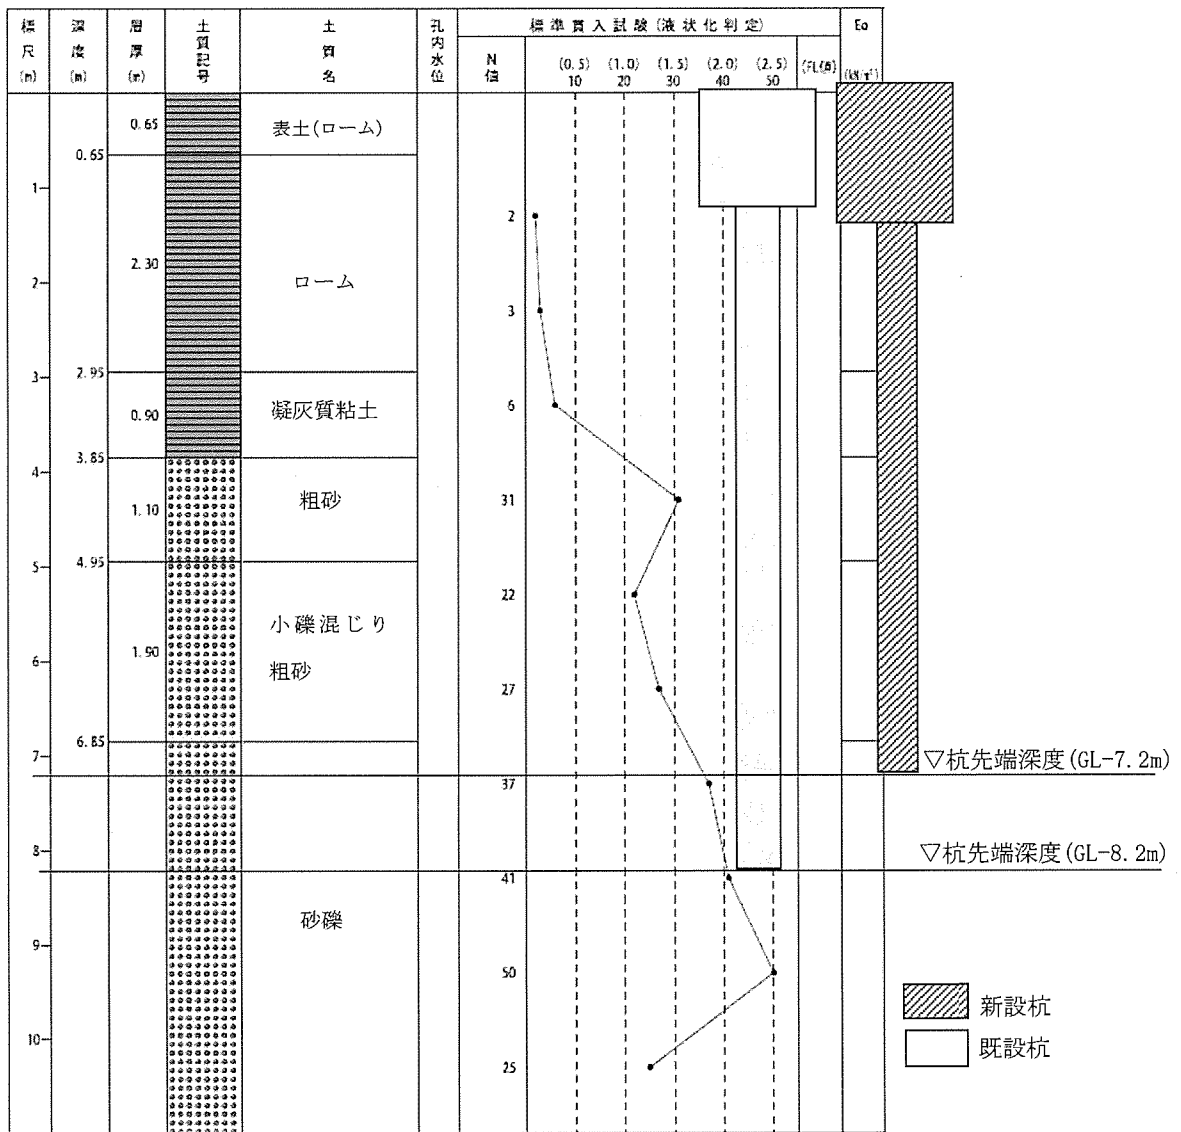 標尺(m)
深度(m)
層厚(m)
土質記号
土質名
孔内水位
標準貫入試験(液状化判定)
N値
(0.5) (1.0) (1.5) (2.0) (2.5)
10 20 30 40 50
(FL値)
Eo
(kN/㎡)
0.65
表土(ローム)
0.65
1
2
2.30
ローム
2
3
2.95
3
0.90
凝灰質粘土
6
3.85
4
1.10
粗砂
31
4.95
5
22
小礫混じり
1.90
粗砂
6
27
6.85
7
▽杭先端深度(GL-7.2m)
37
8
▽杭先端深度(GL-8.2m)
41
砂礫
9
50
新設杭
10
既設杭
25